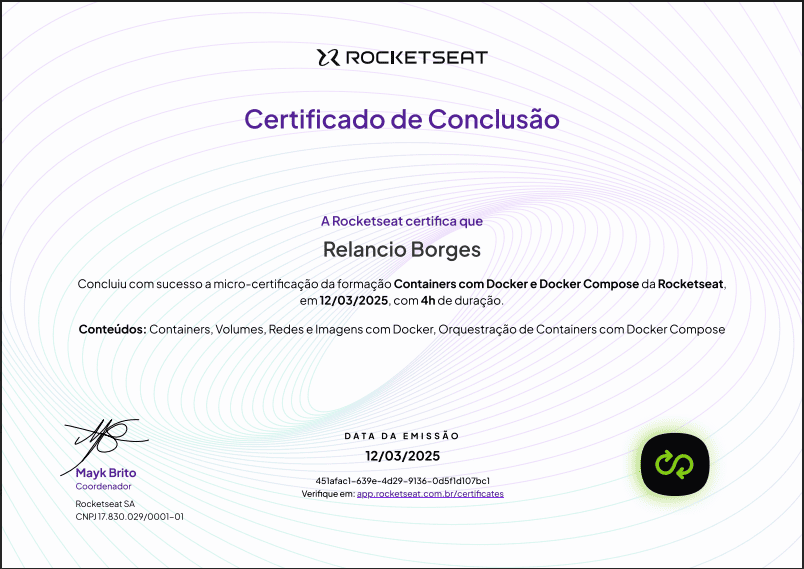 ROCKETSEAT
Certificado de Conclusão
A Rocketseat certifica que
Relancio Borges
Concluiu com sucesso a micro-certificação da formação Containers com Docker e Docker Compose da Rocketseat,
em 12/03/2025, com 4h de duração.
Conteúdos: Containers, Volumes, Redes e Imagens com Docker, Orquestração de Containers com Docker Compose
Mayk Brito
Coordenador
Rocketseat SA
CNPJ 17.830.029/0001-01
DATA DA EMISSÃO
12/03/2025
451afac1-639e-4d29-9136-0d5f1d107bc1
Verifique em: app.rocketseat.com.br/certificates